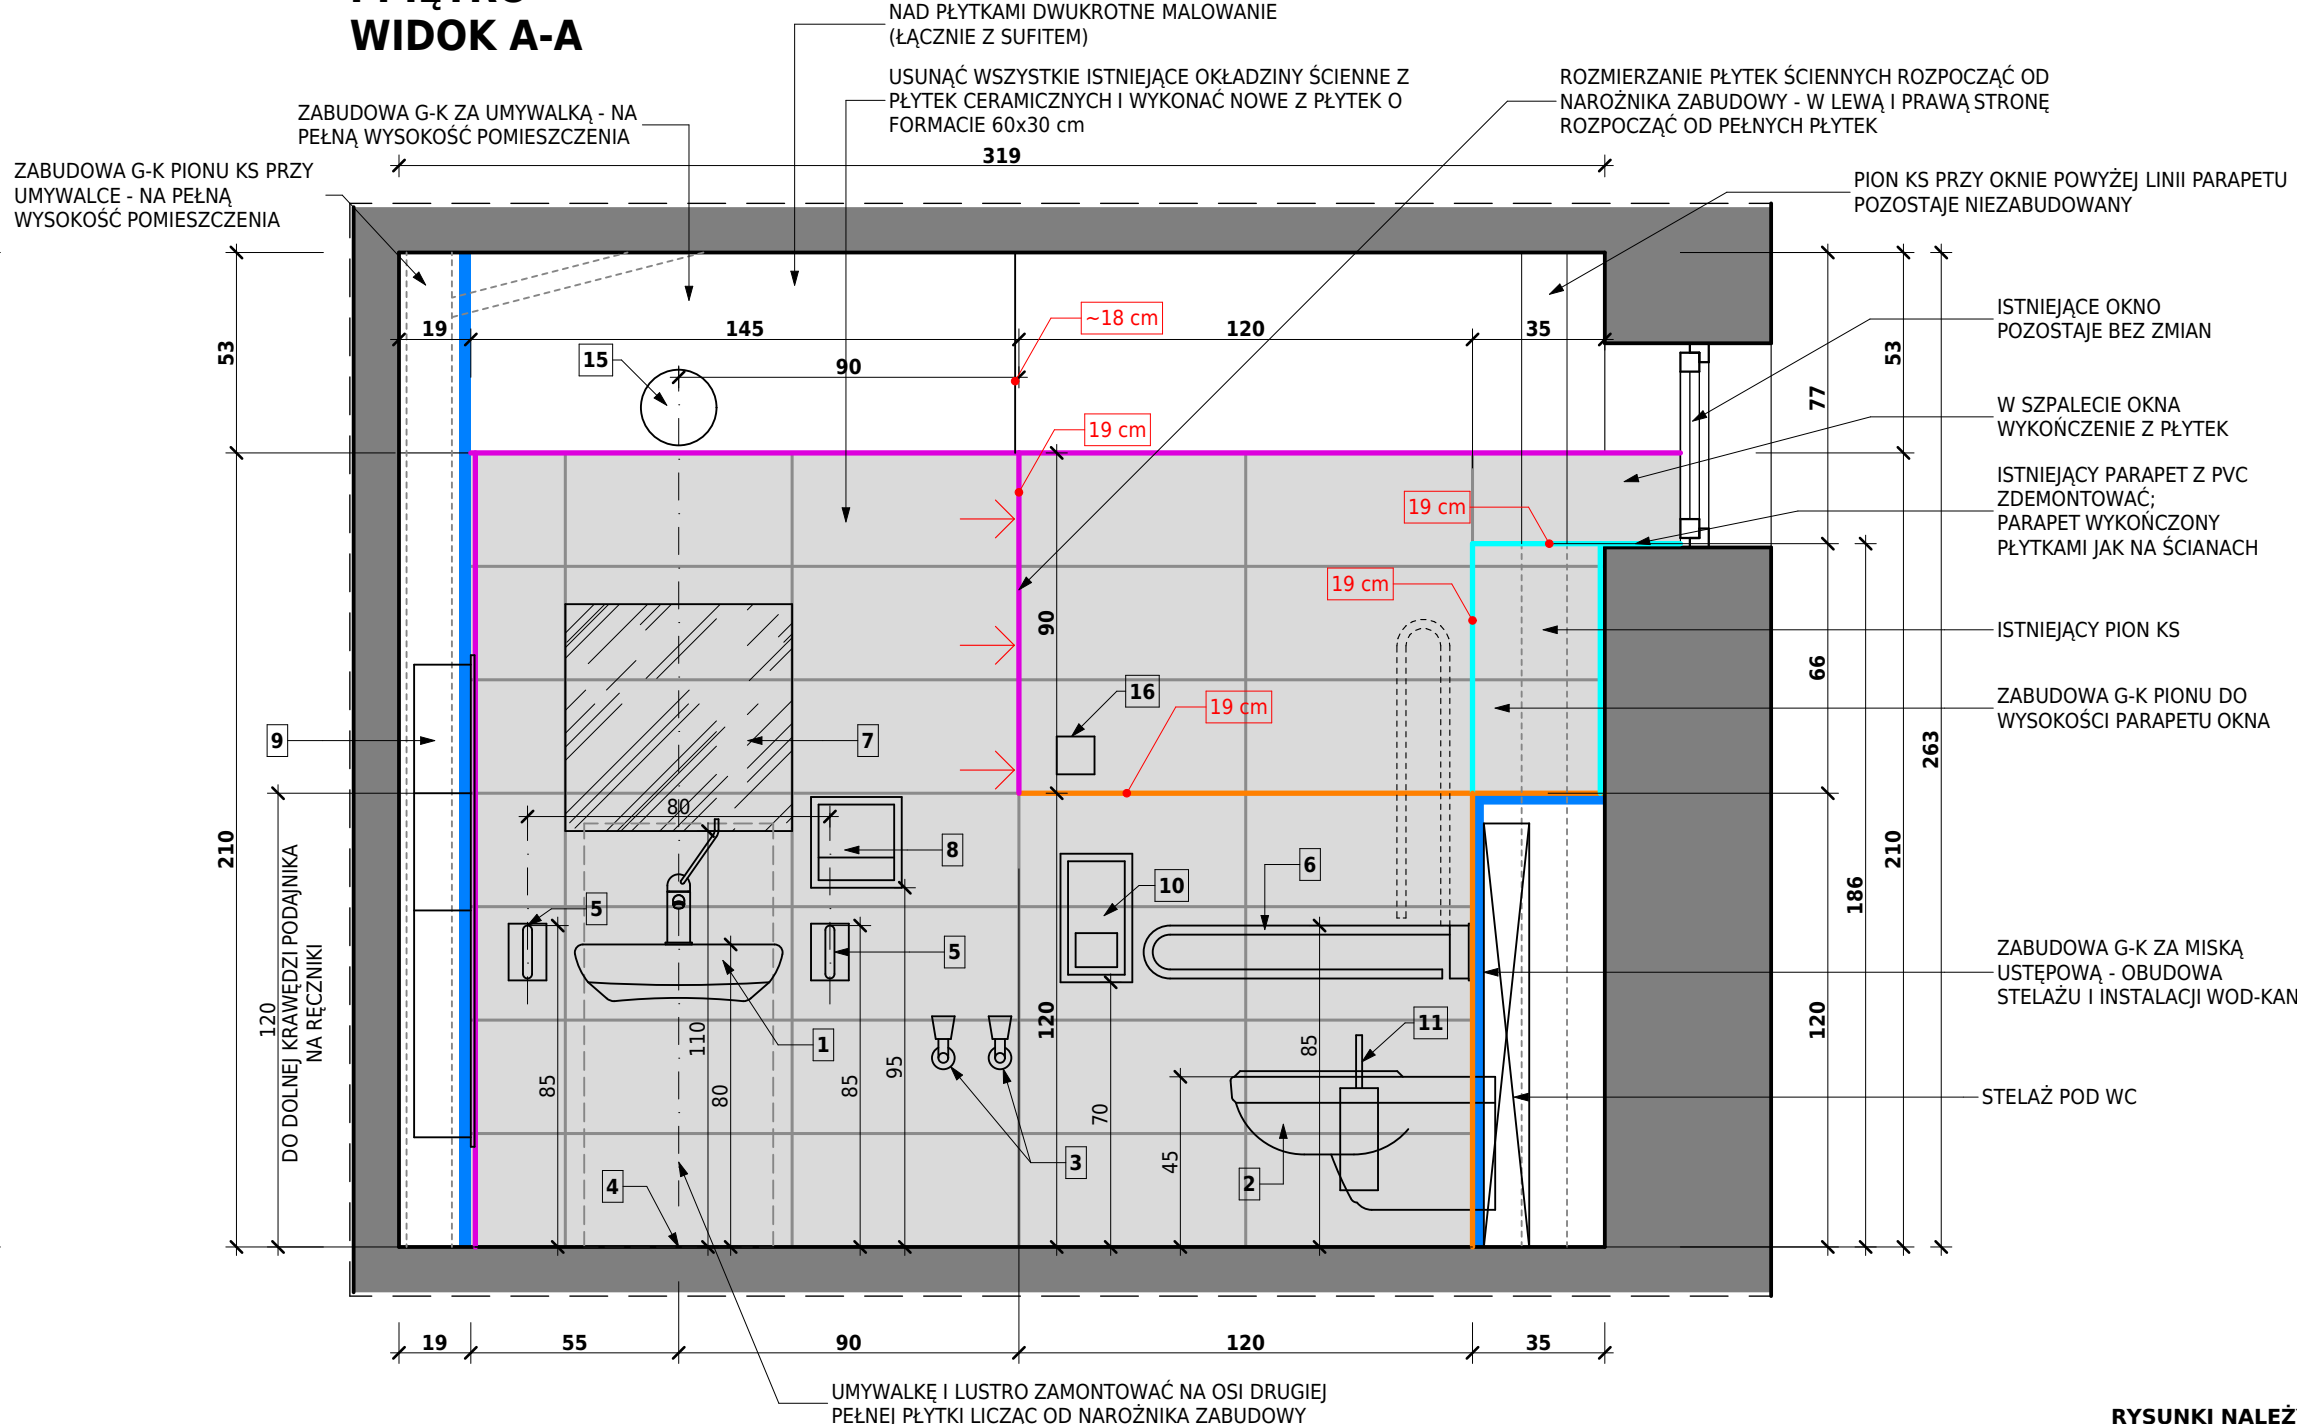 WIDOK A-A
NAD PŁYTKAMI DWUKROTNE MALOWANIE
(ŁĄCZNIE Z SUFITEM)
USUNĄĆ WSZYSTKIE ISTNIEJĄCE OKŁADZINY ŚCIENNE Z
PŁYTEK CERAMICZNYCH I WYKONAĆ NOWE Z PŁYTEK O
FORMACIE 60x30 cm
ROZMIERZANIE PŁYTEK ŚCIENNYCH ROZPOCZĄĆ OD
NAROŻNIKA ZABUDOWY - W LEWĄ I PRAWĄ STRONĘ
ROZPOCZĄĆ OD PEŁNYCH PŁYTEK
ZABUDOWA G-K ZA UMYWALKĄ - NA
PEŁNĄ WYSOKOŚĆ POMIESZCZENIA
ZABUDOWA G-K PIONU KS PRZY
UMYWALCE - NA PEŁNĄ
WYSOKOŚĆ POMIESZCZENIA
319
PION KS PRZY OKNIE POWYŻEJ LINII PARAPETU
POZOSTAJE NIEZABUDOWANY
ISTNIEJĄCE OKNO
POZOSTAJE BEZ ZMIAN
W SZPALECIE OKNA
WYKOŃCZENIE Z PŁYTEK
ISTNIEJĄCY PARAPET Z PVC
ZDEMONTOWAĆ;
PARAPET WYKOŃCZONY
PŁYTKAMI JAK NA ŚCIANACH
ISTNIEJĄCY PION KS
ZABUDOWA G-K PIONU DO
WYSOKOŚCI PARAPETU OKNA
ZABUDOWA G-K ZA MISKĄ
USTĘPOWĄ - OBUDOWA
STELAŻU I INSTALACJI WOD-KAN
STELAŻ POD WC
19
145
120
35
~18 cm
90
15
19 cm
19 cm
19 cm
19 cm
53
210
120
DO DOLNEJ KRAWĘDZI PODAJNIKA
NA RĘCZNIKI
9
7
16
90
80
8
5
5
10
6
1
3
4
2
11
85
110
80
85
95
120
70
45
85
77
66
120
186
53
210
263
19
55
90
120
35
UMYWALKĘ I LUSTRO ZAMONTOWAĆ NA OSI DRUGIEJ
PEŁNEJ PŁYTKI LICZĄC OD NAROŻNIKA ZABUDOWY